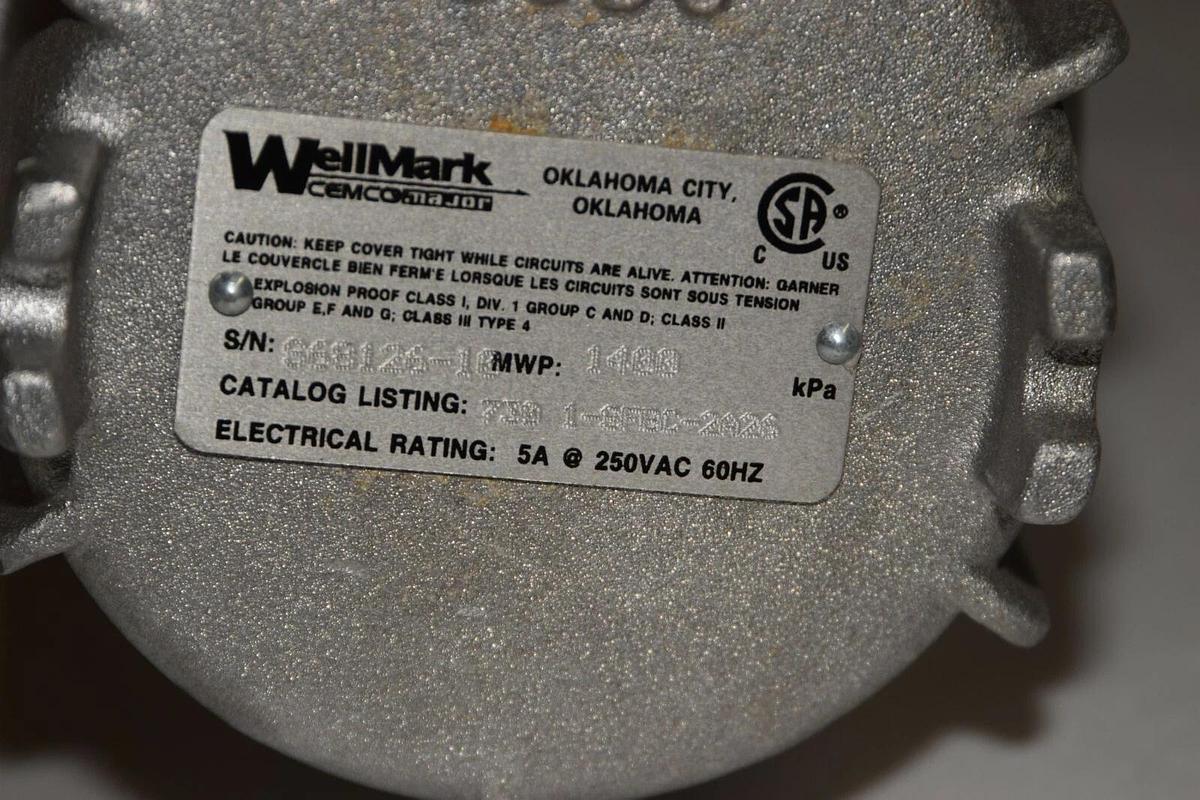 WellMark
CEMCO major
OKLAHOMA CITY,
OKLAHOMA
SA ®
C US
CAUTION: KEEP COVER TIGHT WHILE CIRCUITS ARE ALIVE. ATTENTION: GARNER
LE COUVERCLE BIEN FERM'E LORSQUE LES CIRCUITS SONT SOUS TENSION
EXPLOSION PROOF CLASS I, DIV. 1 GROUP C AND D; CLASS II
GROUP E,F AND G; CLASS III TYPE 4
S/N: MWP: 1400
kPa
CATALOG LISTING:
ELECTRICAL RATING: 5A @ 250VAC 60HZ